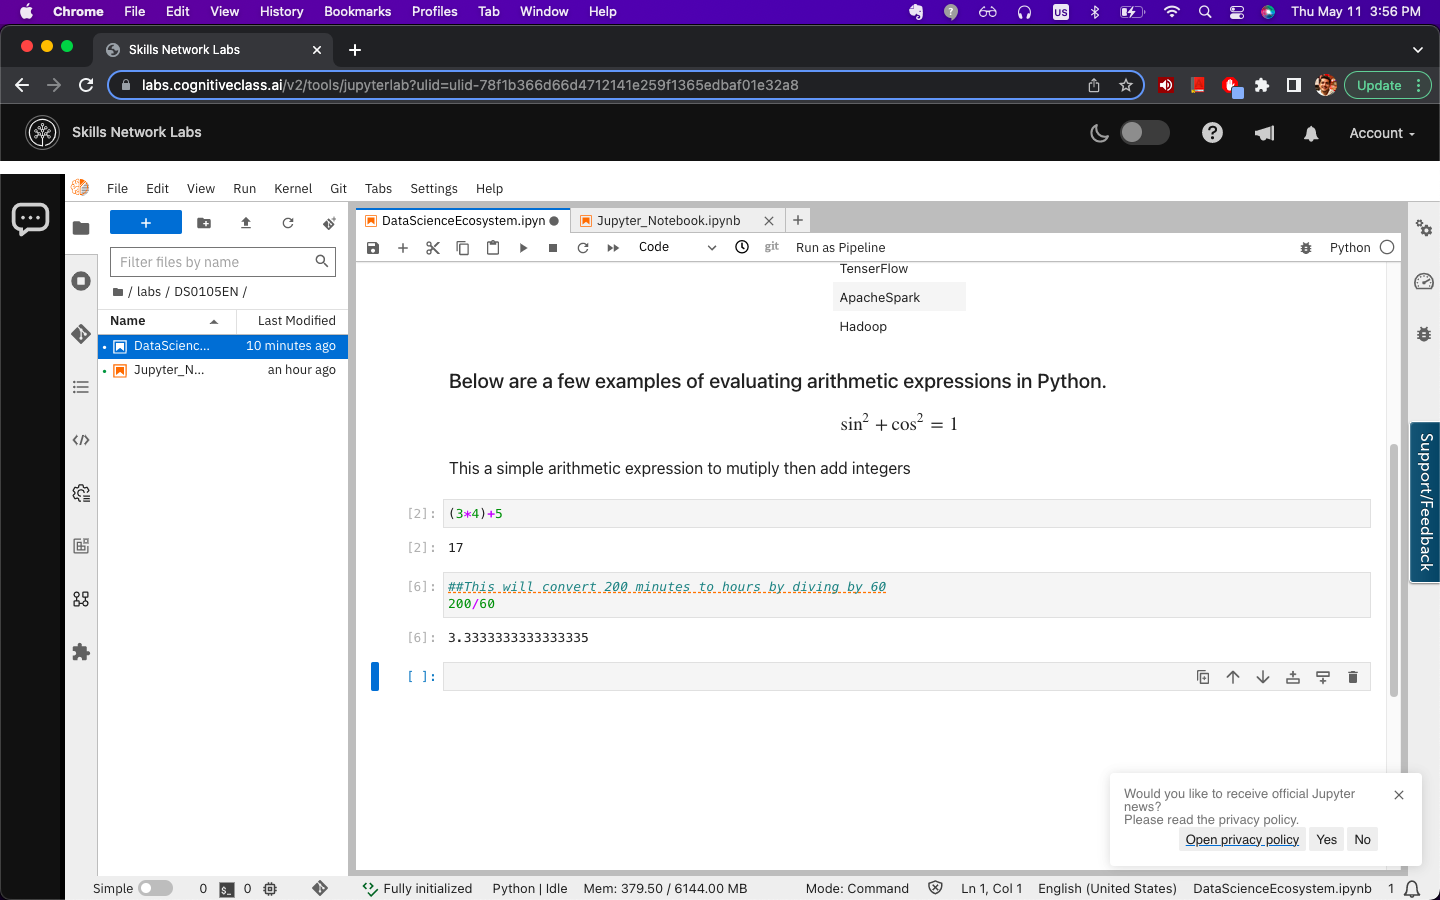 Chrome File Edit View History Bookmarks Profiles Tab Window Help US Thu May 11 3:56 PM
Skills Network Labs
labs.cognitiveclass.ai/v2/tools/jupyterlab?ulid=ulid-78f1b366d66d4712141e259f1365edbaf01e32a8 Update
Skills Network Labs Account
File Edit View Run Kernel Git Tabs Settings Help
DataScienceEcosystem.ipyn Jupyter_Notebook.ipynb
Code git Run as Pipeline Python
Filter files by name
/ labs / DS0105EN /
Name Last Modified
DataScienc... 10 minutes ago
Jupyter_N... an hour ago
TenserFlow
ApacheSpark
Hadoop
Below are a few examples of evaluating arithmetic expressions in Python.
sin² + cos² = 1
This a simple arithmetic expression to mutiply then add integers
[2]: (3*4)+5
[2]: 17
[6]: ##This will convert 200 minutes to hours by diving by 60
200/60
[6]: 3.3333333333333335
[ ]:
Support/Feedback
Would you like to receive official Jupyter
news?
Please read the privacy policy.
Open privacy policy Yes No
Simple 0 $_ 0 Fully initialized Python | Idle Mem: 379.50 / 6144.00 MB Mode: Command Ln 1, Col 1 English (United States) DataScienceEcosystem.ipynb 1